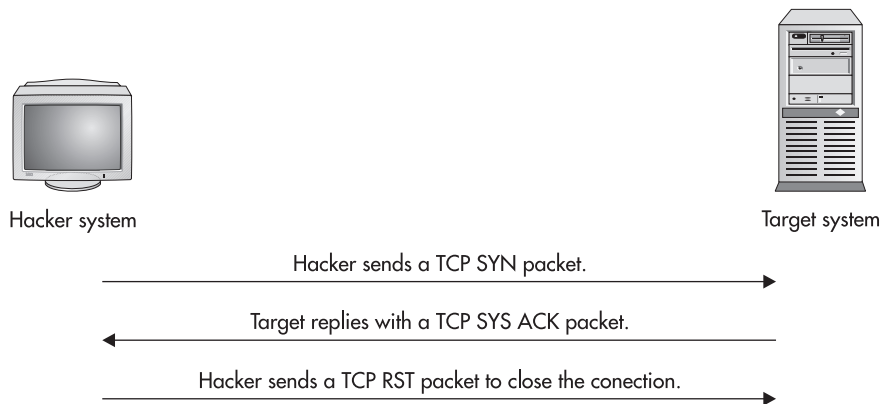 Hacker system
Target system
Hacker sends a TCP SYN packet.
Target replies with a TCP SYS ACK packet.
Hacker sends a TCP RST packet to close the conection.